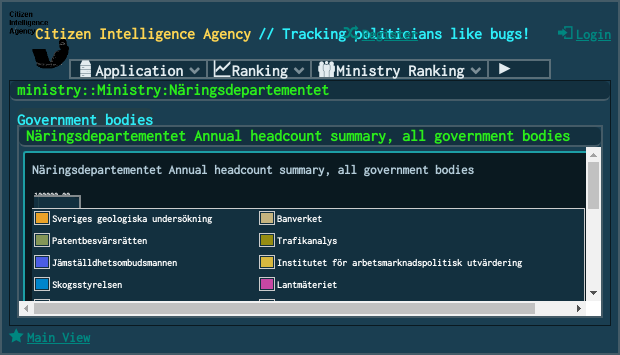 Citizen
Intelligence
Agency
Citizen Intelligence Agency // Tracking politicians like bugs!
Register
Login
Application
Ranking
Ministry Ranking
ministry::Ministry:Näringsdepartementet
Government bodies
Näringsdepartementet Annual headcount summary, all government bodies
Näringsdepartementet Annual headcount summary, all government bodies
Sveriges geologiska undersökning
Banverket
Patentbesvärsrätten
Trafikanalys
Jämställdhetsombudsmannen
Institutet för arbetsmarknadspolitisk utvärdering
Skogsstyrelsen
Lantmäteriet
Main View